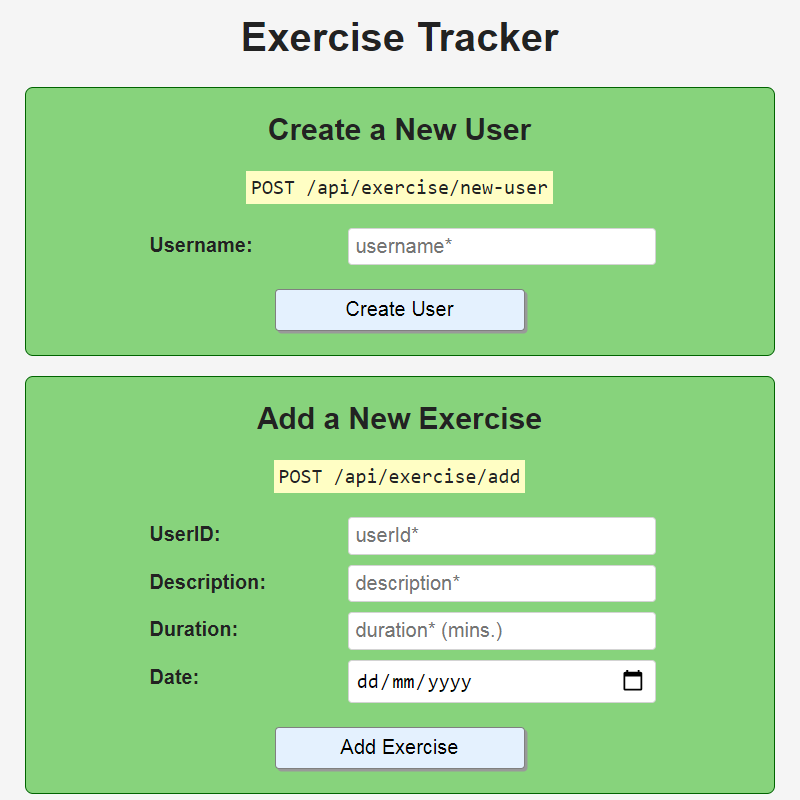 Exercise Tracker
Create a New User
POST /api/exercise/new-user
Username: username*
Create User
Add a New Exercise
POST /api/exercise/add
UserID: userId*
Description: description*
Duration: duration* (mins.)
Date: dd/mm/yyyy
Add Exercise